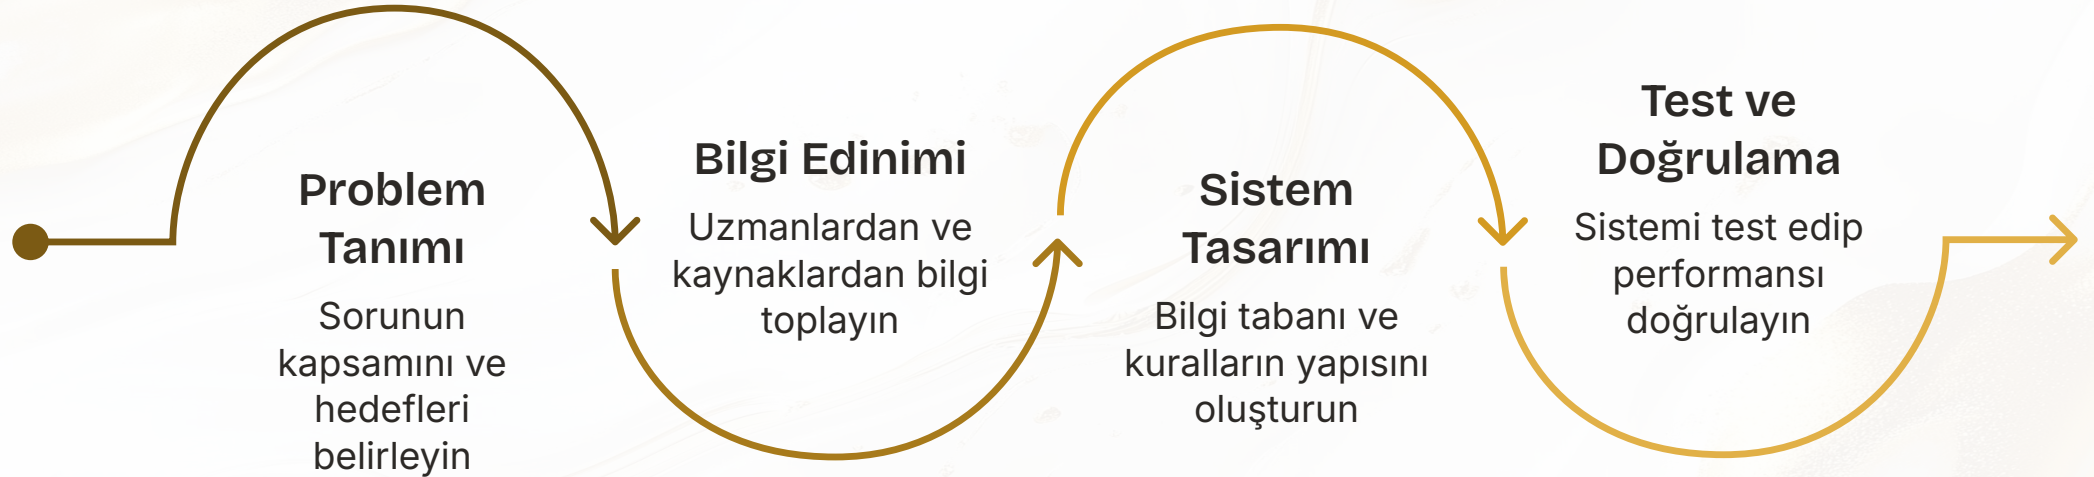 Problem
Tanımı
Sorunun
kapsamını ve
hedefleri
belirleyin
Bilgi Edinimi
Uzmanlardan ve
kaynaklardan bilgi
toplayın
Sistem
Tasarımı
Bilgi tabanı ve
kuralların yapısını
oluşturun
Test ve
Doğrulama
Sistemi test edip
performansı
doğrulayın